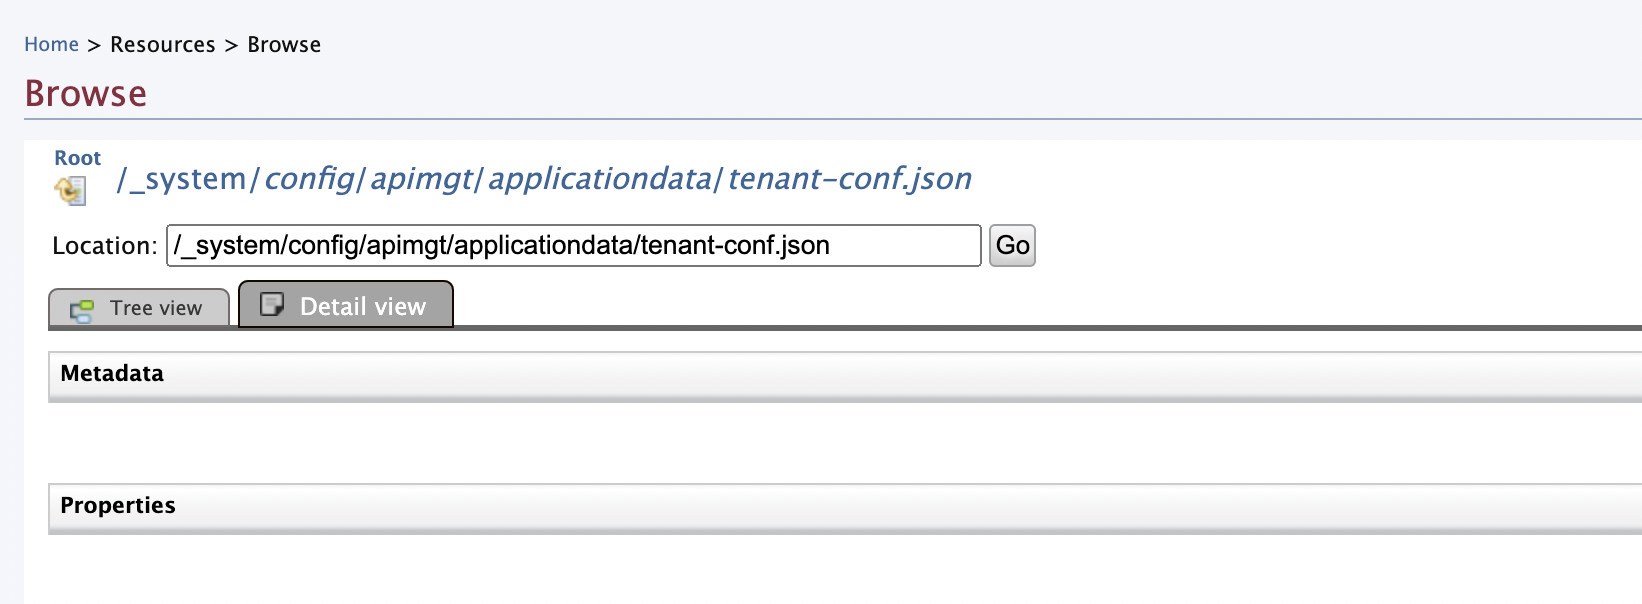 Home > Resources > Browse
Browse
Root
/_system/config/apimgt/applicationdata/tenant-conf.json
Location: /_system/config/apimgt/applicationdata/tenant-conf.json Go
Tree view Detail view
Metadata
Properties